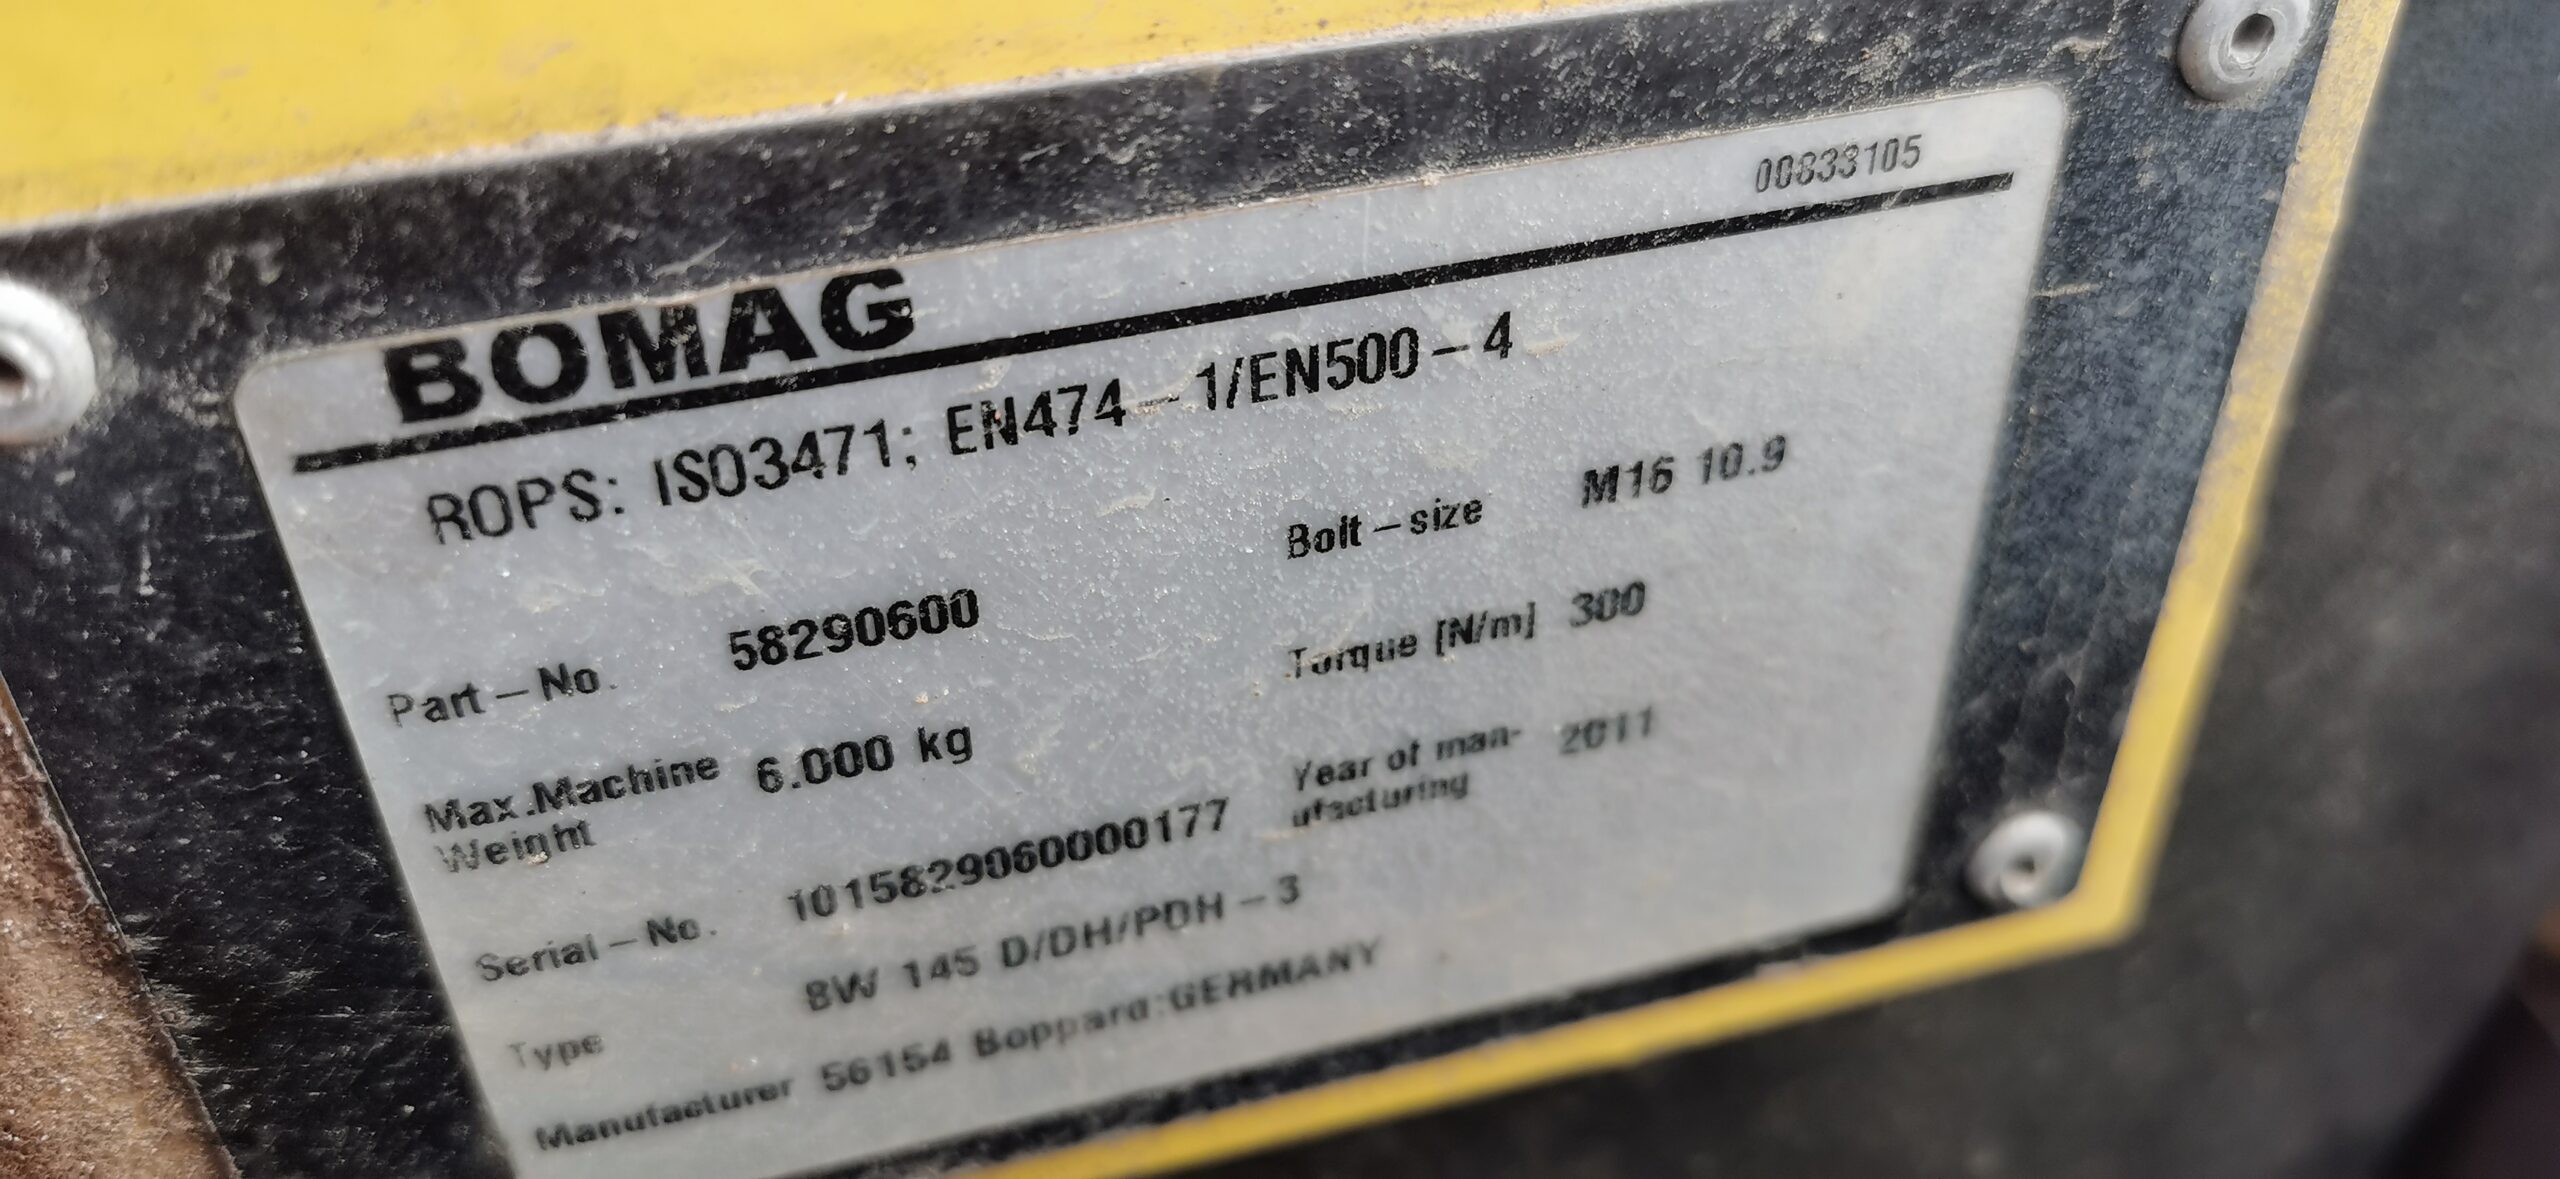 00833105
BOMAG
ROPS: ISO3471; EN474-1/EN500-4
Bolt-size M16 10.9
Part-No. 58290600
Torque [N/m] 300
Max.Machine Weight 6.000 kg
Year of man-
ufacturing 2011
Serial-No. 101582906000​0177
Type BW 145 D/DH/PDH-3
Manufacturer 56154 Boppard:GERMANY